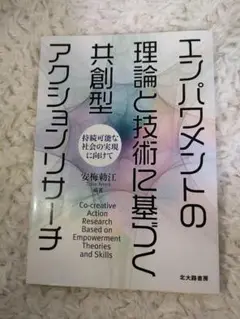 エンパワメントの
理論と技術に基づく
共創型
アクションリサーチ
持続可能な
社会の実現
に向けて
安梅勅江
編著
Co-creative
Action
Research
Based on
Empowerment
Theories
and Skills
北大路書房